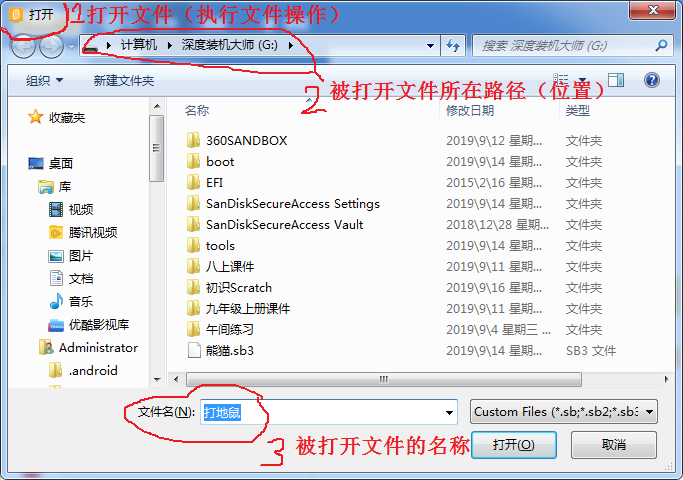 打开
1打开文件（执行文件操作）
计算机 深度装机大师 (G:)
搜索 深度装机大师 (G:)
组织 新建文件夹
2 被打开文件所在路径（位置）
名称 修改日期 类型
收藏夹
桌面
库
视频
腾讯视频
图片
文档
音乐
优酷影视库
Administrator
.android
360SANDBOX 2019\9\12 星期... 文件夹
boot 2019\9\14 星期... 文件夹
EFI 2015\2\16 星期... 文件夹
SanDiskSecureAccess Settings 2019\9\14 星期... 文件夹
SanDiskSecureAccess Vault 2018\12\28 星期... 文件夹
tools 2019\9\14 星期... 文件夹
八上课件 2019\9\11 星期... 文件夹
初识Scratch 2019\9\16 星期... 文件夹
九年级上册课件 2019\9\11 星期... 文件夹
午间练习 2019\9\4 星期三 ... 文件夹
熊猫.sb3 2019\9\14 星期... SB3 文件
文件名(N): 打地鼠 Custom Files (*.sb;*.sb2;*.sb3
3 被打开文件的名称
打开(O) 取消